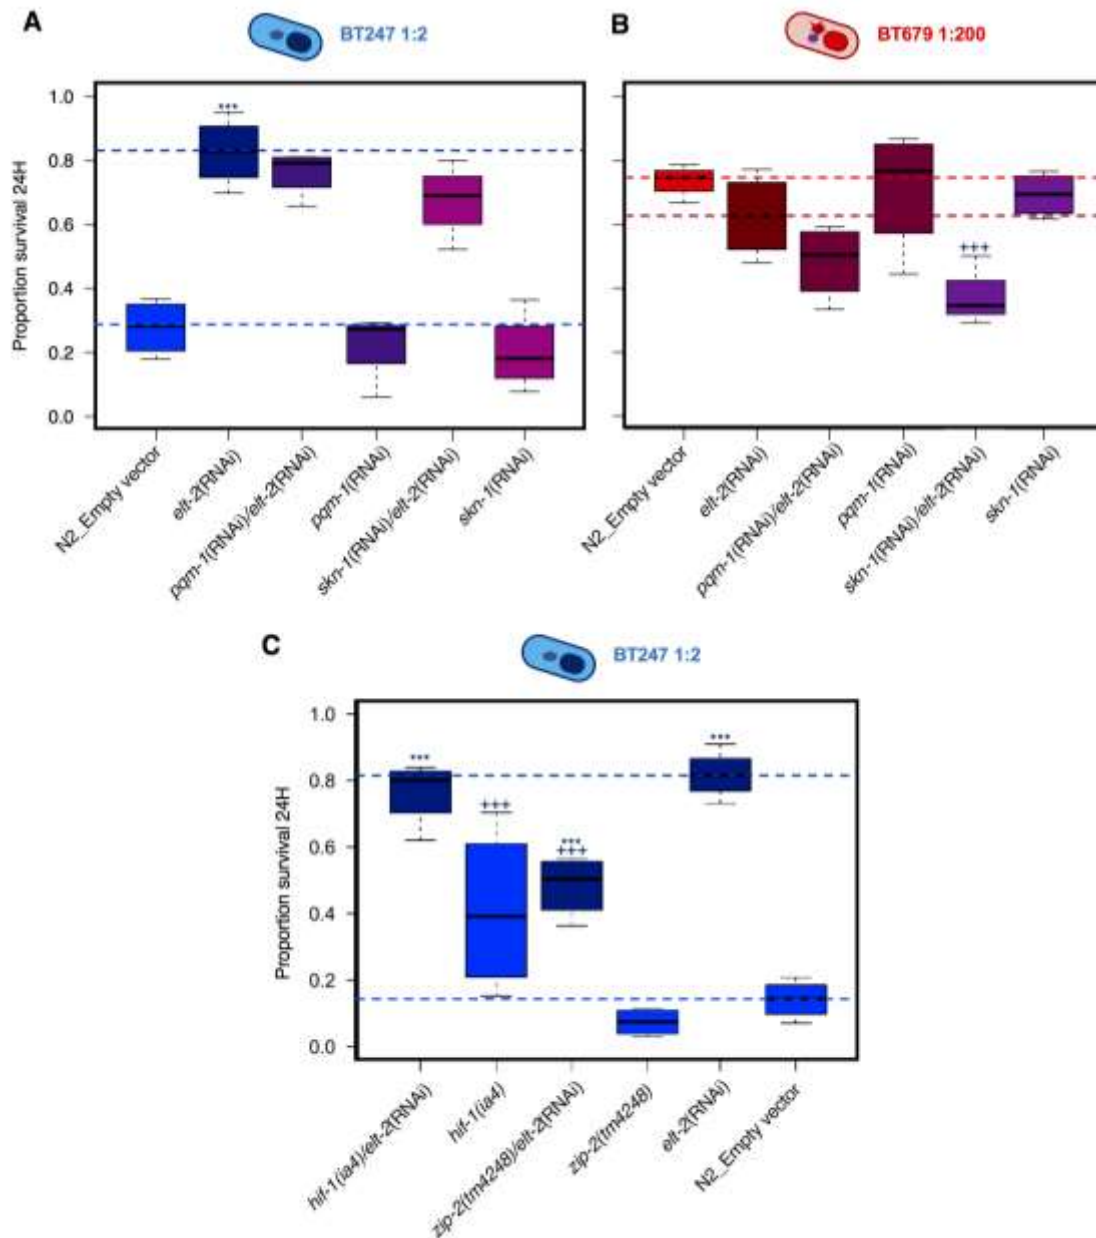 A
BT247 1:2
B
BT679 1:200
Proportion survival 24H
1.0
0.8
0.6
0.4
0.2
0.0
***
+++
N2_Empty vector
elt-2(RNAi)
pqm-1(RNAi)/elt-2(RNAi)
pqm-1(RNAi)
skn-1(RNAi)/elt-2(RNAi)
skn-1(RNAi)
N2_Empty vector
elt-2(RNAi)
pqm-1(RNAi)/elt-2(RNAi)
pqm-1(RNAi)
skn-1(RNAi)/elt-2(RNAi)
skn-1(RNAi)
C
BT247 1:2
Proportion survival 24H
1.0
0.8
0.6
0.4
0.2
0.0
***
+++
***
+++
***
hif-1(ia4)/elt-2(RNAi)
hif-1(ia4)
zip-2(tm4248)/elt-2(RNAi)
zip-2(tm4248)
elt-2(RNAi)
N2_Empty vector